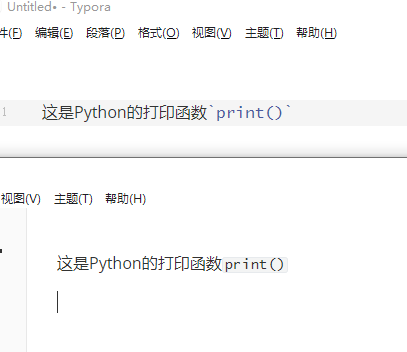 Untitled• - Typora
件(F) 编辑(E) 段落(P) 格式(O) 视图(V) 主题(T) 帮助(H)
1 这是Python的打印函数`print()`
视图(V) 主题(T) 帮助(H)
这是Python的打印函数print()